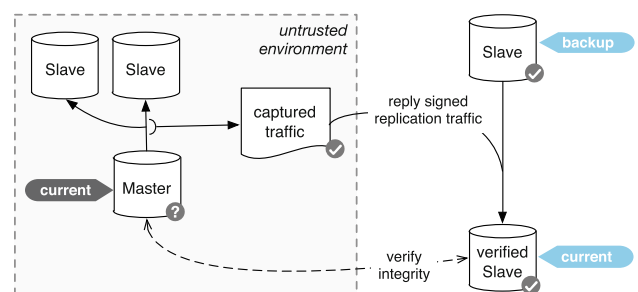 untrusted
environment
Slave
Slave
Slave
backup
captured
traffic
reply signed
replication traffic
current
Master
?
verify
integrity
verified
Slave
current